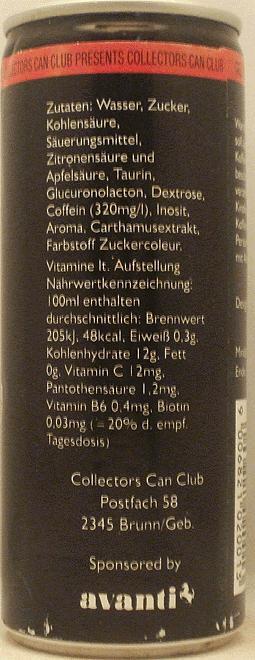 CTORS CAN CLUB PRESENTS COLLECTORS CAN CLUB
Zutaten: Wasser, Zucker,
Kohlensäure,
Säuerungsmittel,
Zitronensäure und
Apfelsäure, Taurin,
Glucuronolacton, Dextrose,
Coffein (320mg/l), Inosit,
Aroma, Carthamusextrakt,
Farbstoff Zuckercoleur.
Vitamine lt. Aufstellung
Nährwertkennzeichnung:
100ml enthalten
durchschnittlich: Brennwert
205kJ, 48kcal, Eiweiß 0,3g.
Kohlenhydrate 12g, Fett
0g, Vitamin C 12mg,
Pantothensäure 1,2mg,
Vitamin B6 0,4mg, Biotin
0,03mg (=20% d. empf.
Tagesdosis)
Collectors Can Club
Postfach 58
2345 Brunn/Geb.
Sponsored by
avanti